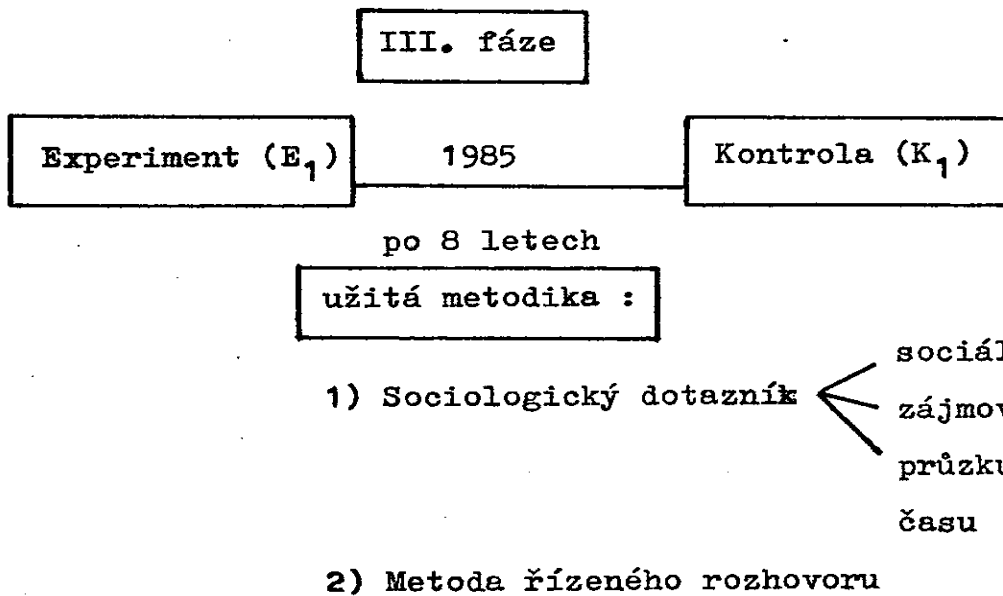 III. fáze
Experiment (E₁) 1985 Kontrola (K₁)
po 8 letech
užitá metodika :
1) Sociologický dotazník
čásu
2) Metoda řízeného rozhovoru